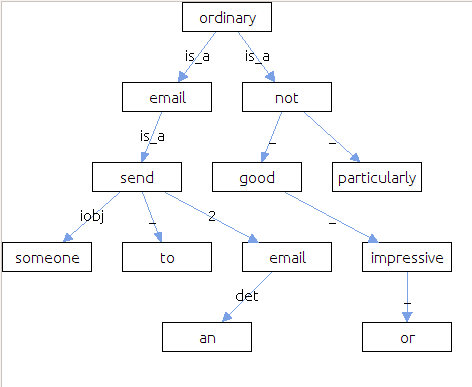 ordinary
is_a is_a
email not
is_a _ _
send good particularly
iobj _ 2 _
someone to email impressive
det _
an or